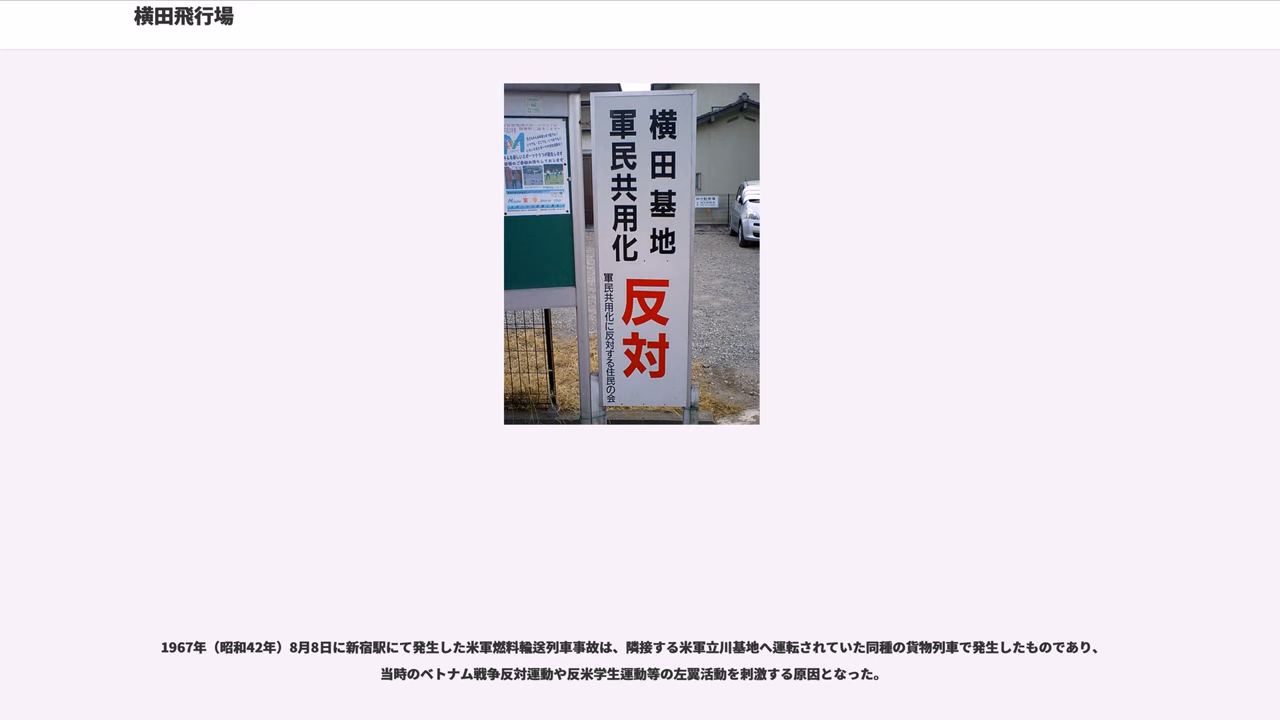 横田飛行場
横田基地
軍民共用化
反対
軍民共用化に反対する住民の会
1967年（昭和42年）8月8日に新宿駅にて発生した米軍燃料輸送列車事故は、隣接する米軍立川基地へ運転されていた同種の貨物列車で発生したものであり、
当時のベトナム戦争反対運動や反米学生運動等の左翼活動を刺激する原因となった。